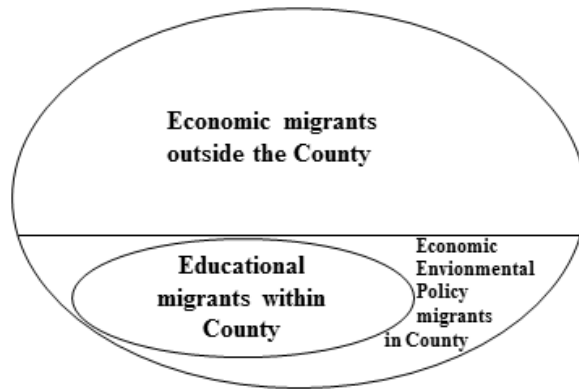 Economic migrants
outside the County
Educational
migrants within
County
Economic
Envionmental
Policy
migrants
in County